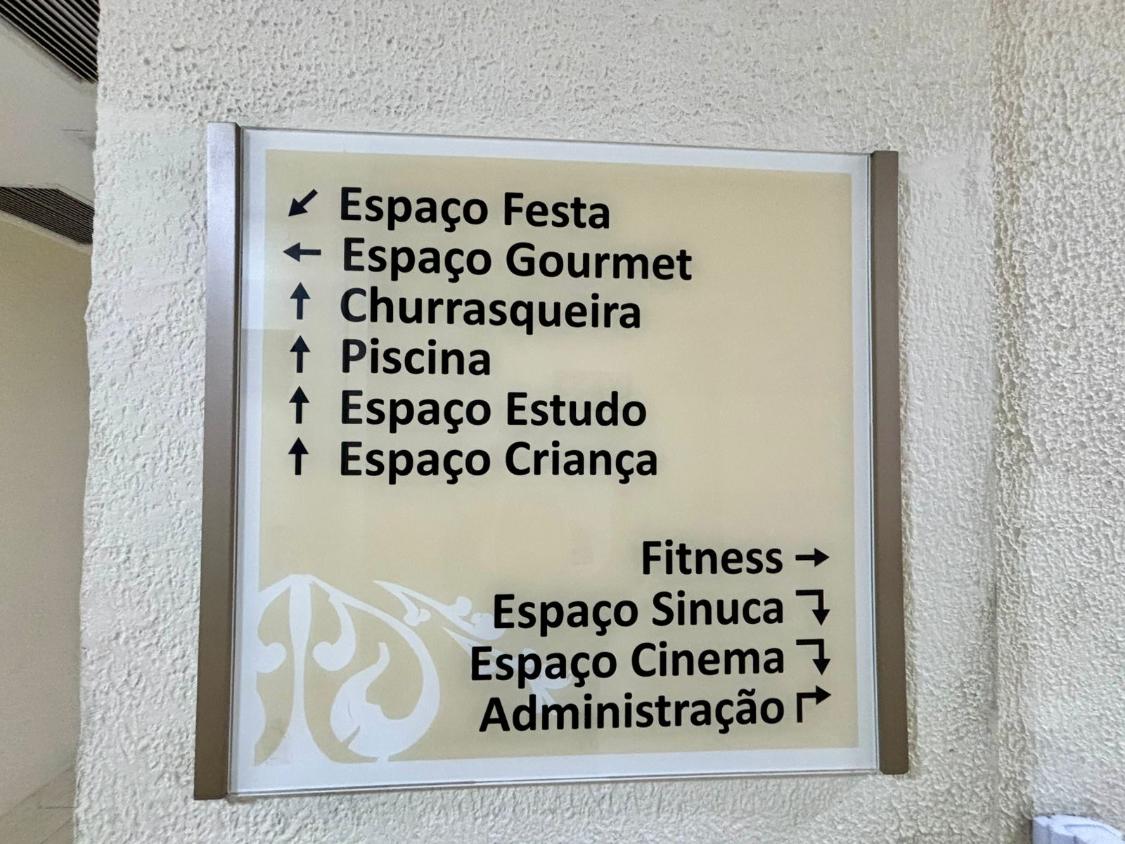 ↙ Espaço Festa
← Espaço Gourmet
↑ Churrasqueira
↑ Piscina
↑ Espaço Estudo
↑ Espaço Criança
Fitness →
Espaço Sinuca ↴
Espaço Cinema ↴
Administração ↱